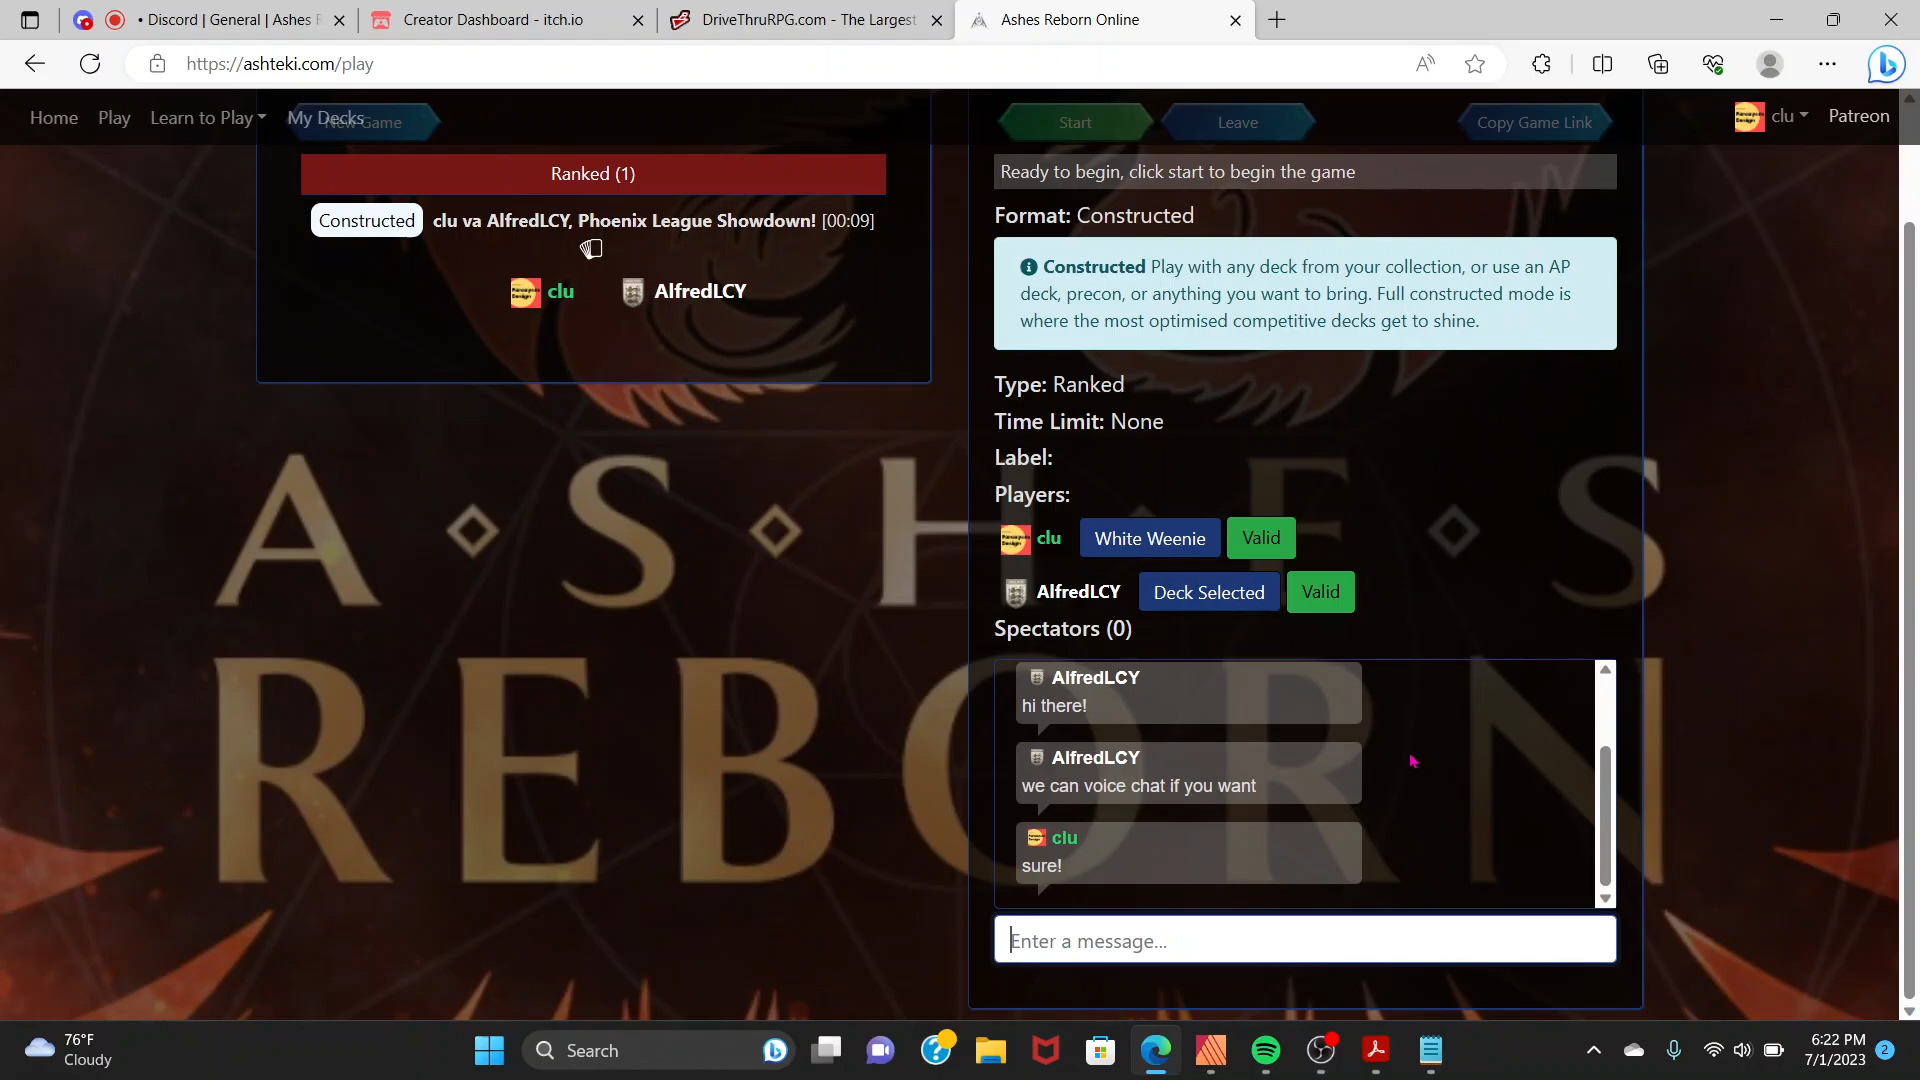 • Discord | General | Ashes R
Creator Dashboard - itch.io
DriveThruRPG.com - The Largest
Ashes Reborn Online
https://ashteki.com/play
Home
Play
Learn to Play
My Decks
New Game
clu
Patreon
Ranked (1)
Constructed
clu va AlfredLCY, Phoenix League Showdown! [00:09]
clu
AlfredLCY
Start
Leave
Copy Game Link
Ready to begin, click start to begin the game
Format: Constructed
Constructed Play with any deck from your collection, or use an AP
deck, precon, or anything you want to bring. Full constructed mode is
where the most optimised competitive decks get to shine.
Type: Ranked
Time Limit: None
Label:
Players:
clu White Weenie Valid
AlfredLCY Deck Selected Valid
Spectators (0)
AlfredLCY
hi there!
AlfredLCY
we can voice chat if you want
clu
sure!
Enter a message...
A•S•H•E•S
REBORN
76°F
Cloudy
Search
6:22 PM
7/1/2023
2